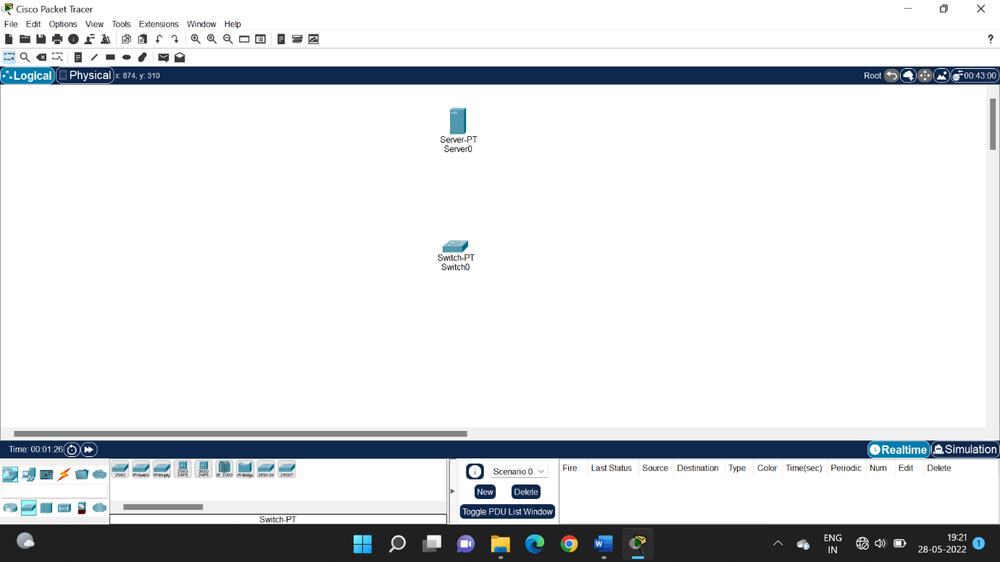 Cisco Packet Tracer
File Edit Options View Tools Extensions Window Help
?
Logical Physical x: 874, y: 310 Root 00:43:00
Server-PT
Server0
Switch-PT
Switch0
Time: 00:01:26 Realtime Simulation
2960 PT-Switch PT-Empty 3560 24PS 3650 24PS IE 2000 PT-Bridge 2950-24 2950T
Scenario 0
New Delete
Toggle PDU List Window
Fire Last Status Source Destination Type Color Time(sec) Periodic Num Edit Delete
Switch-PT
ENG
IN
19:21
28-05-2022
1